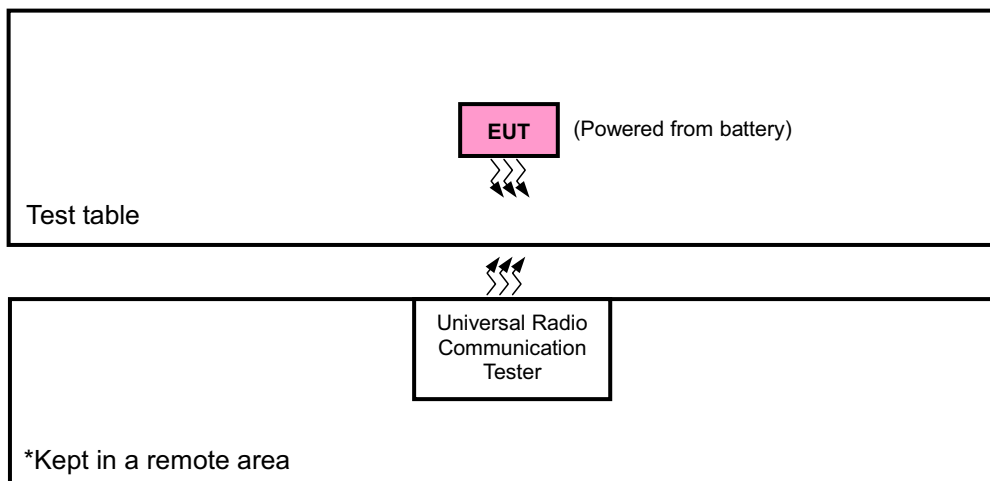 EUT
(Powered from battery)
Test table
Universal Radio
Communication
Tester
*Kept in a remote area